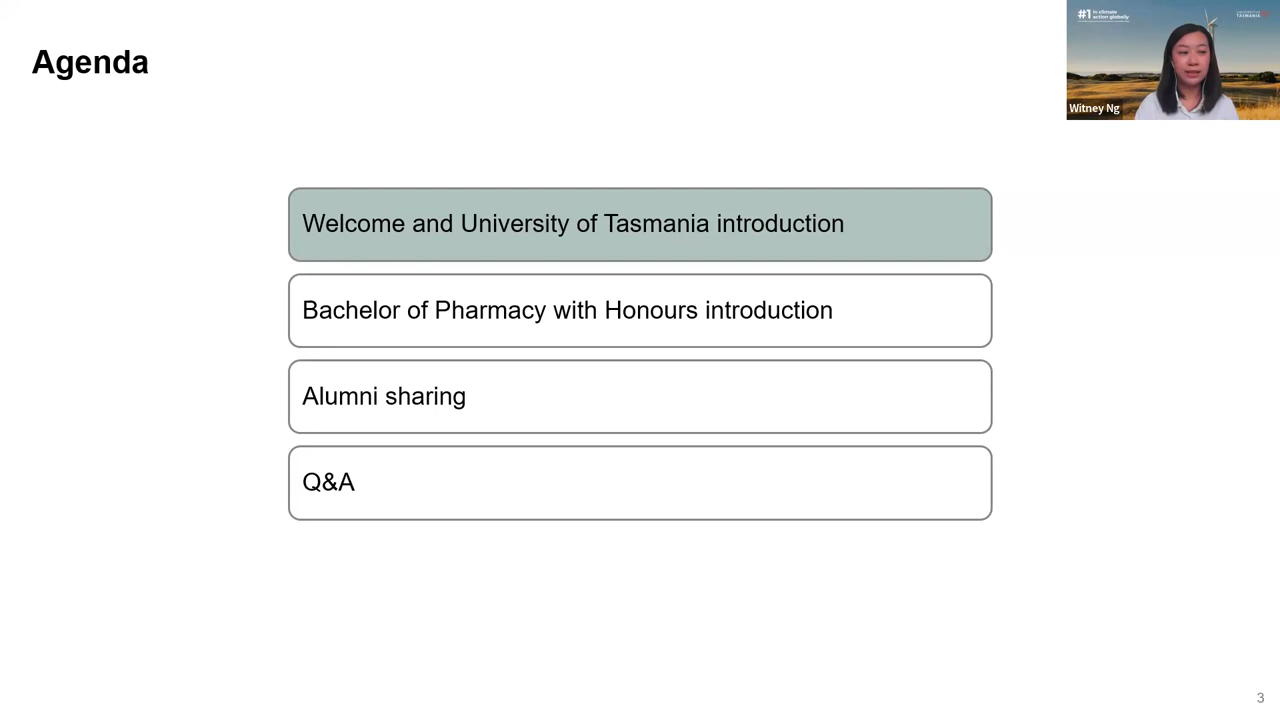 Agenda
#1 in climate
action globally
UNIVERSITY of
TASMANIA
Witney Ng
Welcome and University of Tasmania introduction
Bachelor of Pharmacy with Honours introduction
Alumni sharing
Q&A
3